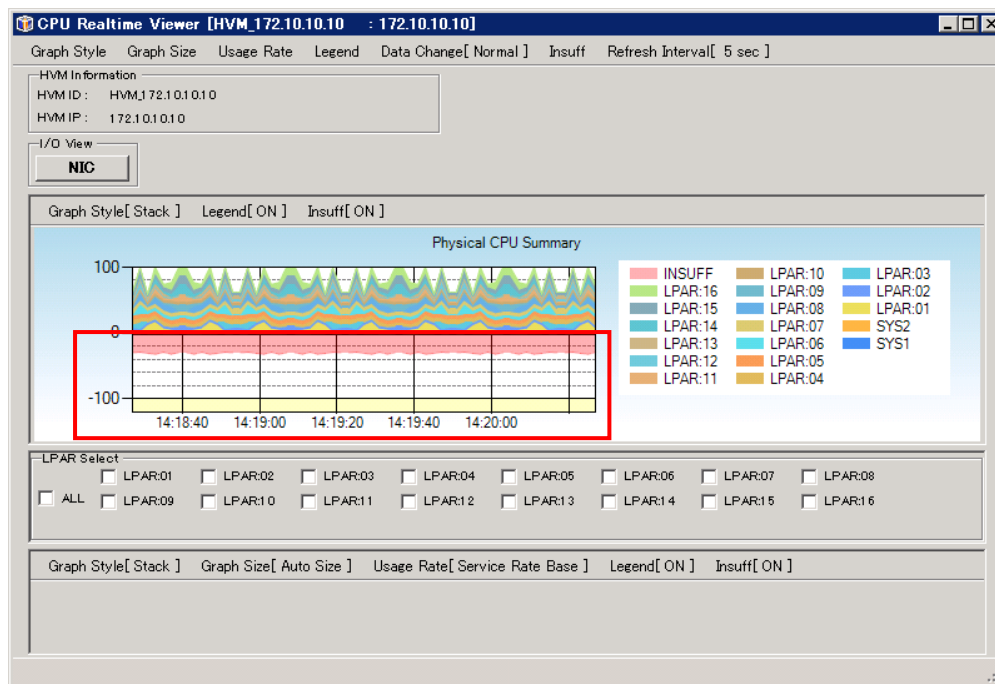 CPU Realtime Viewer [HVM_172.10.10.10 : 172.10.10.10]
Graph Style Graph Size Usage Rate Legend Data Change[ Normal ] Insuff Refresh Interval[ 5 sec ]
HVM Information
HVM ID : HVM_172.10.10.10
HVM IP : 172.10.10.10
I/O View
NIC
Graph Style[ Stack ] Legend[ ON ] Insuff[ ON ]
Physical CPU Summary
100
0
-100
14:18:40 14:19:00 14:19:20 14:19:40 14:20:00
INSUFF LPAR:10 LPAR:03
LPAR:16 LPAR:09 LPAR:02
LPAR:15 LPAR:08 LPAR:01
LPAR:14 LPAR:07 SYS2
LPAR:13 LPAR:06 SYS1
LPAR:12 LPAR:05
LPAR:11 LPAR:04
LPAR Select
LPAR:01 LPAR:02 LPAR:03 LPAR:04 LPAR:05 LPAR:06 LPAR:07 LPAR:08
ALL LPAR:09 LPAR:10 LPAR:11 LPAR:12 LPAR:13 LPAR:14 LPAR:15 LPAR:16
Graph Style[ Stack ] Graph Size[ Auto Size ] Usage Rate[ Service Rate Base ] Legend[ ON ] Insuff[ ON ]